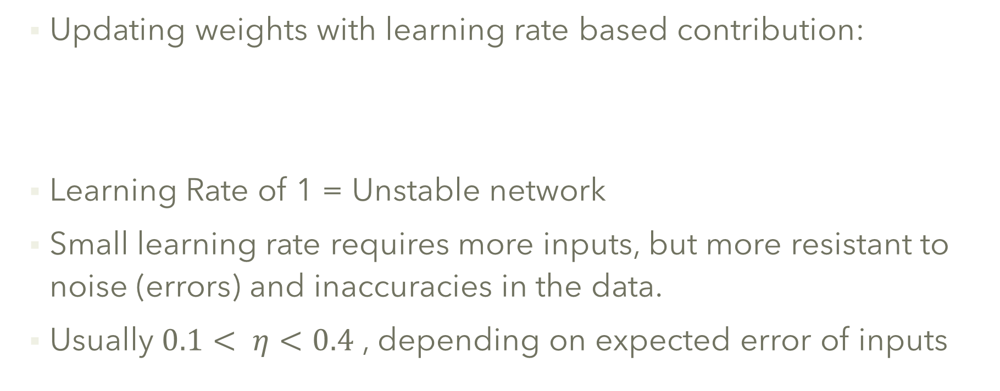 ▪ Updating weights with learning rate based contribution:
▪ Learning Rate of 1 = Unstable network
▪ Small learning rate requires more inputs, but more resistant to
noise (errors) and inaccuracies in the data.
▪ Usually 0.1 < η < 0.4 , depending on expected error of inputs